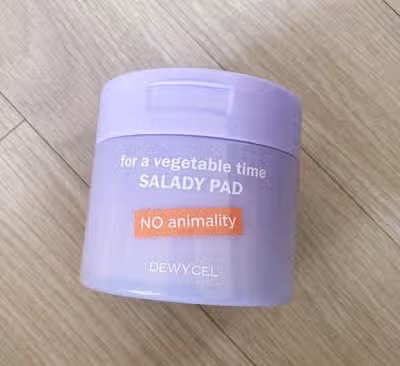 for a vegetable time
SALADY PAD
NO animality
DEWYCEL